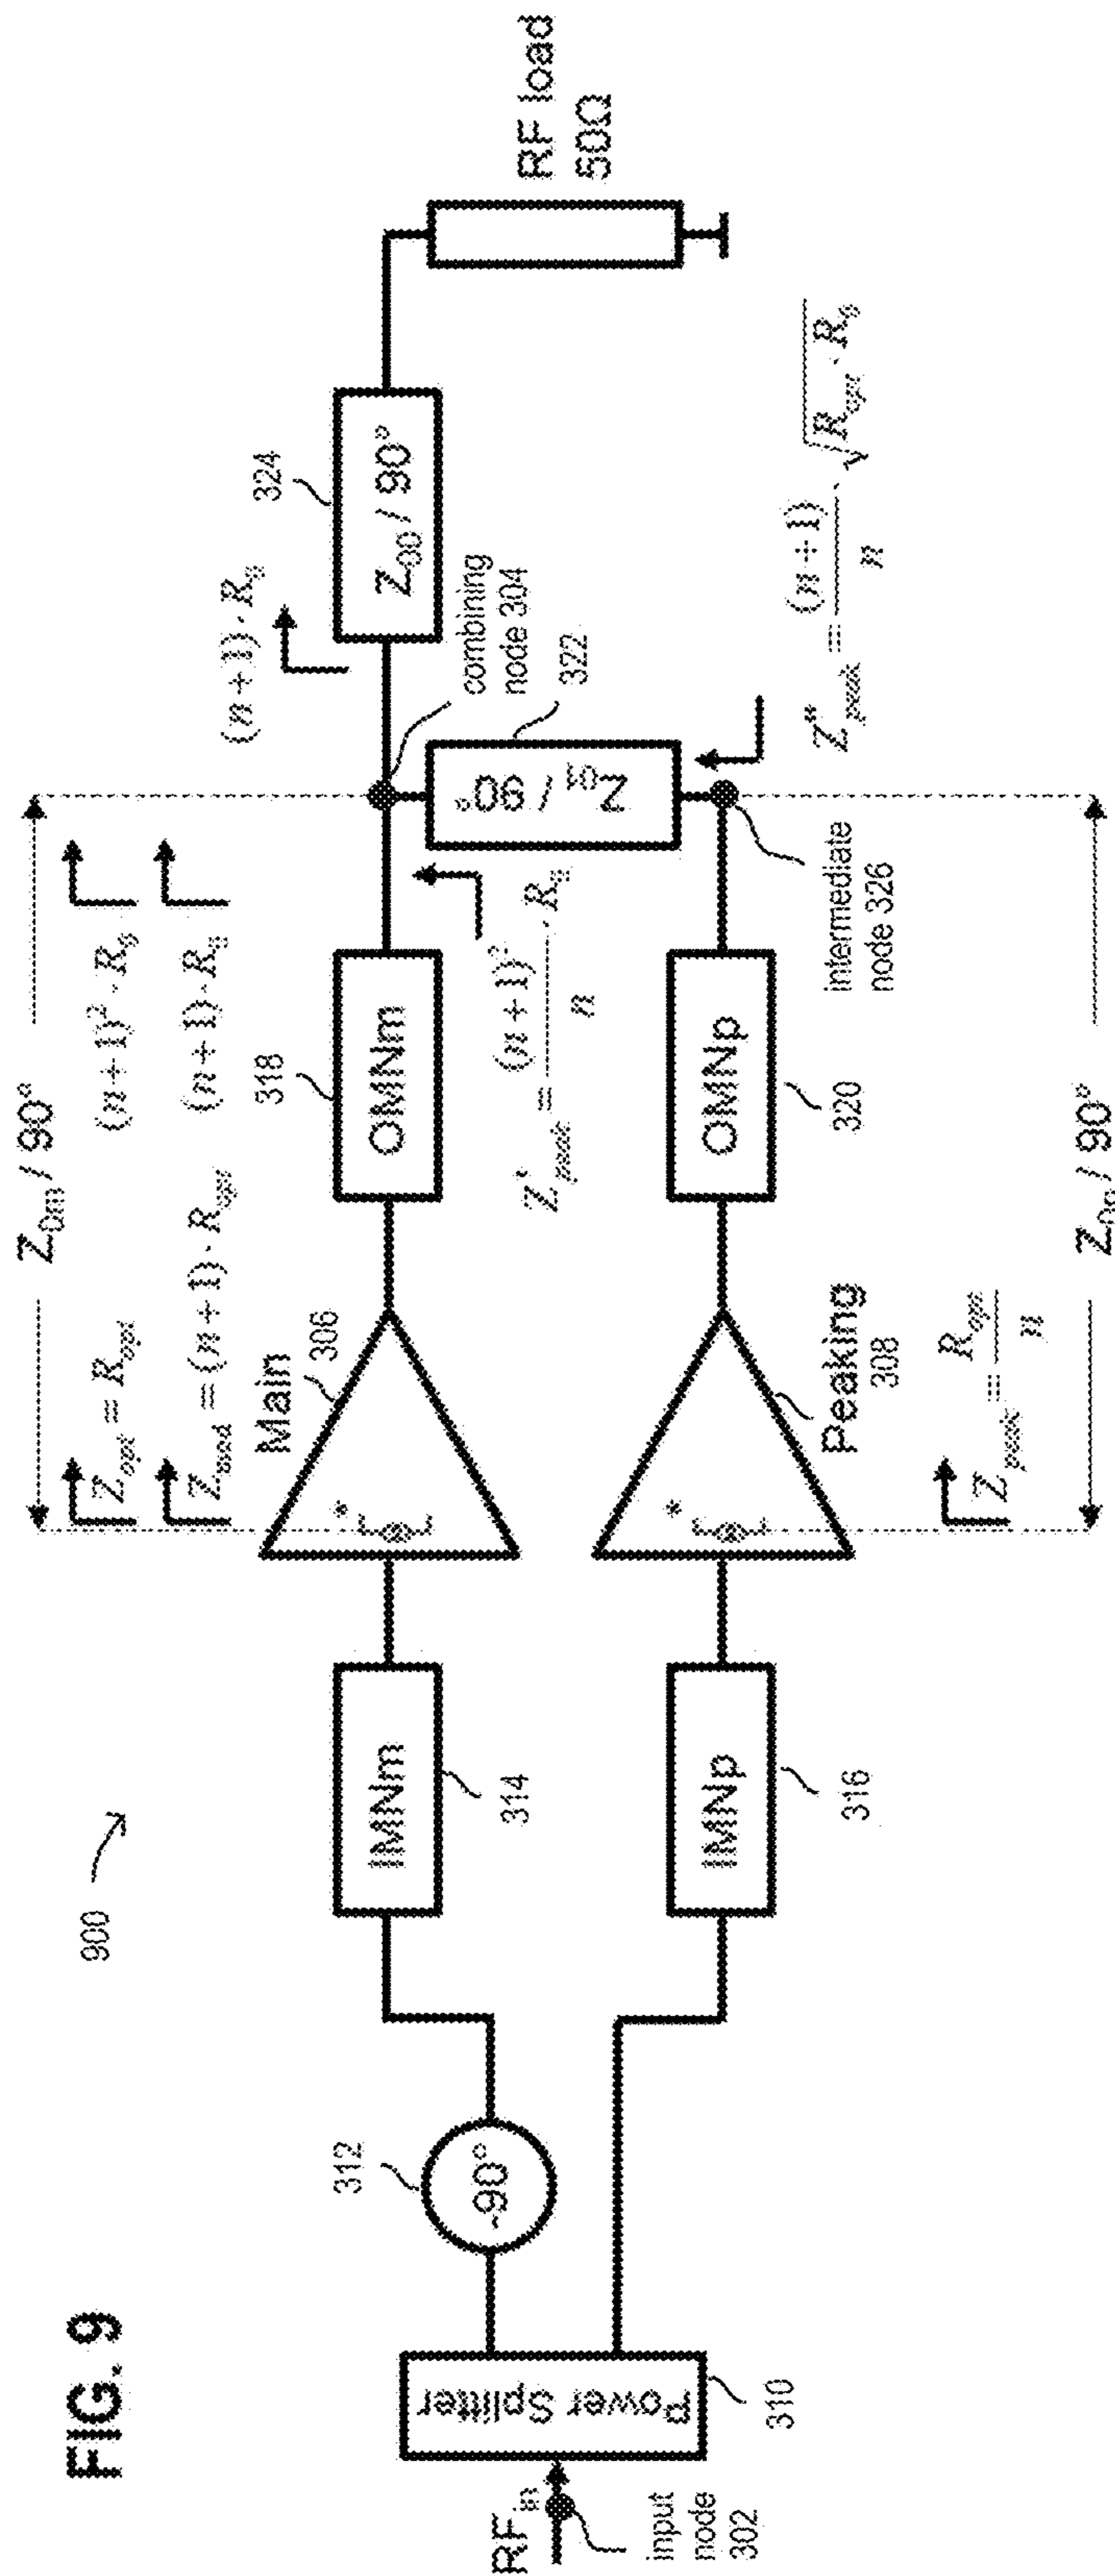 FIG. 9
900
RF_in
input
node
302
Power Splitter
310
-90°
312
IMNm
314
IMNp
316
Main
306
Peaking
308
*
*
Z_0m / 90°
Z_opt = R_opt
(n + 1)² · R_0
Z_mod = (n + 1) · R_opt
(n + 1) · R_0
OMNm
318
Z'_peak = (n + 1)² / n · R_0
OMNp
320
Z_peak = R_opt / n
Z_0p / 90°
(n + 1) · R_0
combining
node 304
322
Z_01 / 90°
intermediate
node 326
Z''_peak = (n + 1) / n · √(R_opt · R_0)
324
Z_00 / 90°
RF load
50Ω